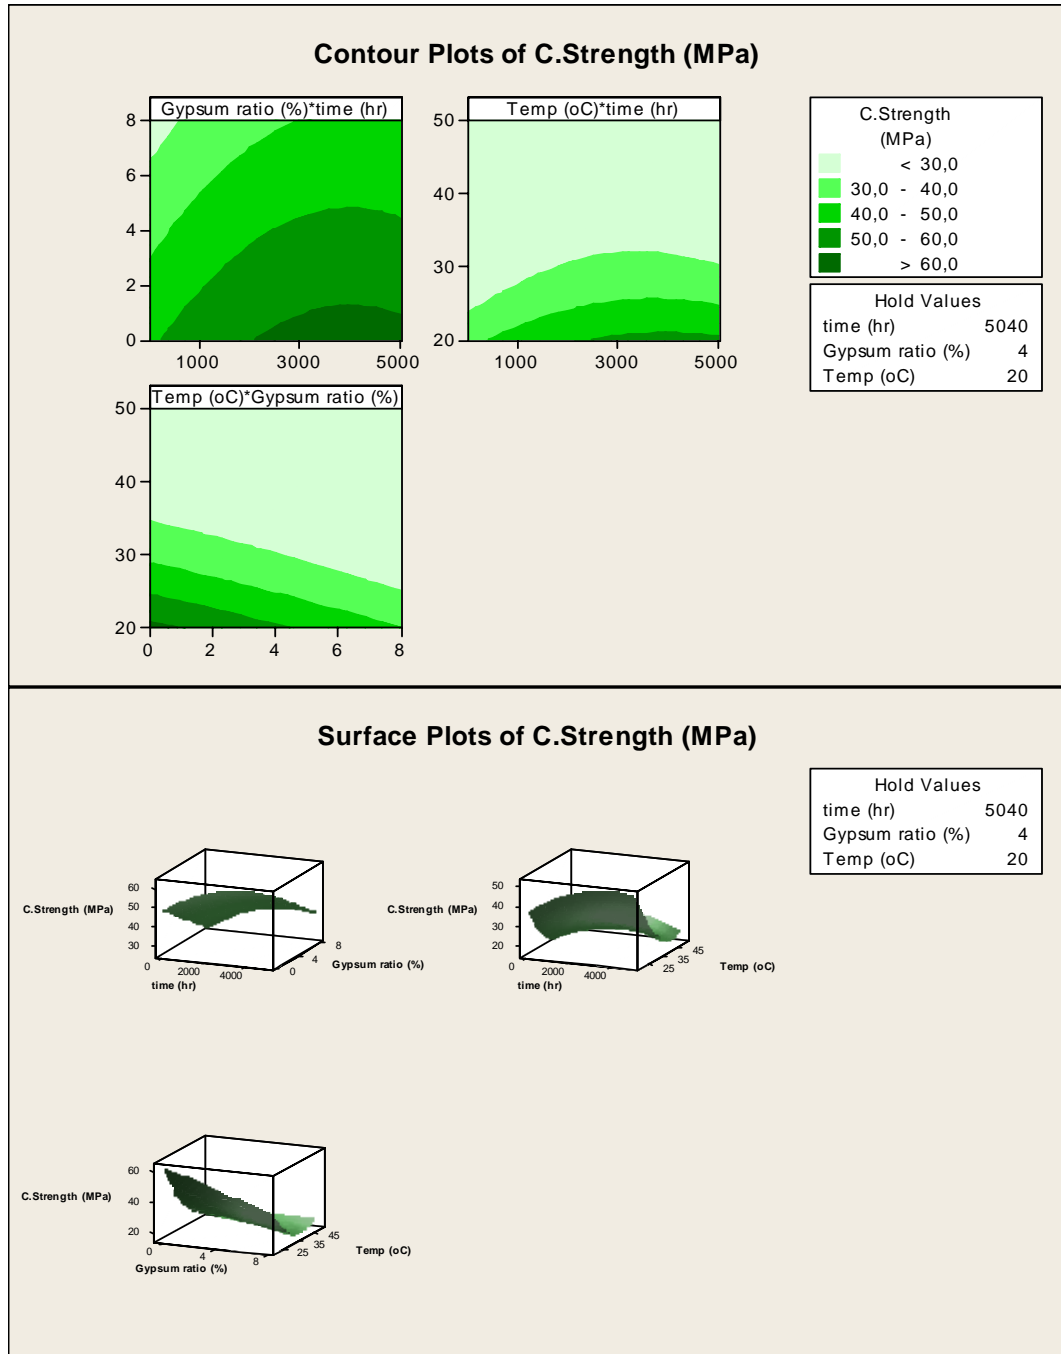 Contour Plots of C.Strength (MPa)
Gypsum ratio (%)*time (hr)
8
6
4
2
0
1000 3000 5000
Temp (oC)*time (hr)
50
40
30
20
1000 3000 5000
C.Strength
(MPa)
< 30,0
30,0 - 40,0
40,0 - 50,0
50,0 - 60,0
> 60,0
Hold Values
time (hr) 5040
Gypsum ratio (%) 4
Temp (oC) 20
Temp (oC)*Gypsum ratio (%)
50
40
30
20
0 2 4 6 8
Surface Plots of C.Strength (MPa)
Hold Values
time (hr) 5040
Gypsum ratio (%) 4
Temp (oC) 20
60
50
40
30
C.Strength (MPa)
0 2000 4000
time (hr)
0 4 8
Gypsum ratio (%)
50
40
30
20
C.Strength (MPa)
0 2000 4000
time (hr)
25 35 45
Temp (oC)
60
40
20
C.Strength (MPa)
0 4 8
Gypsum ratio (%)
25 35 45
Temp (oC)